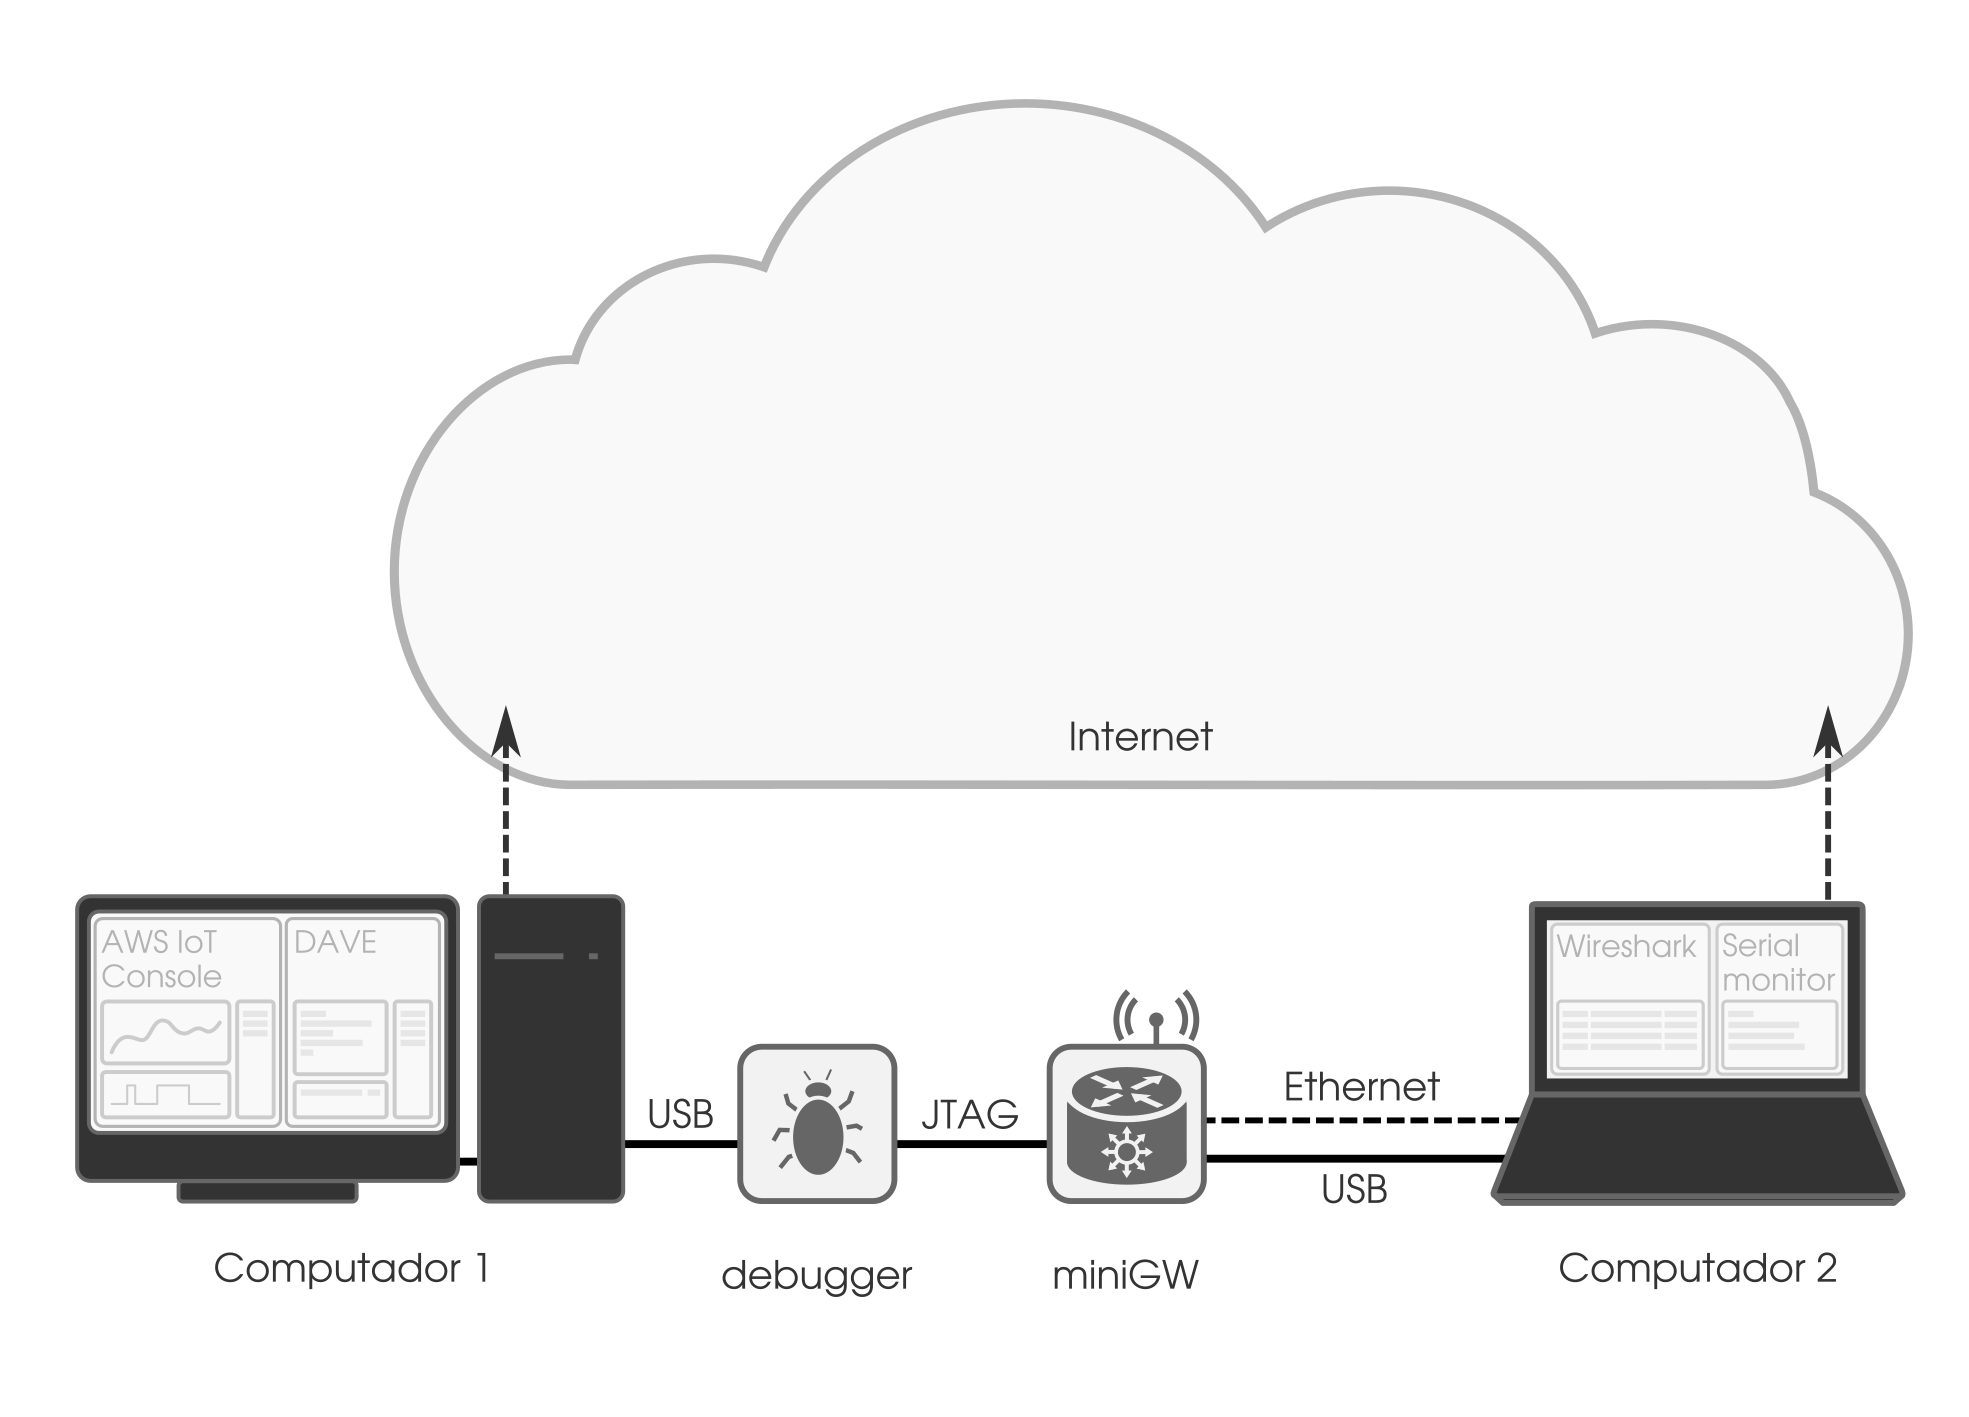 Internet
AWS IoT
Console
DAVE
Wireshark
Serial
monitor
USB
JTAG
Ethernet
USB
Computador 1
debugger
miniGW
Computador 2